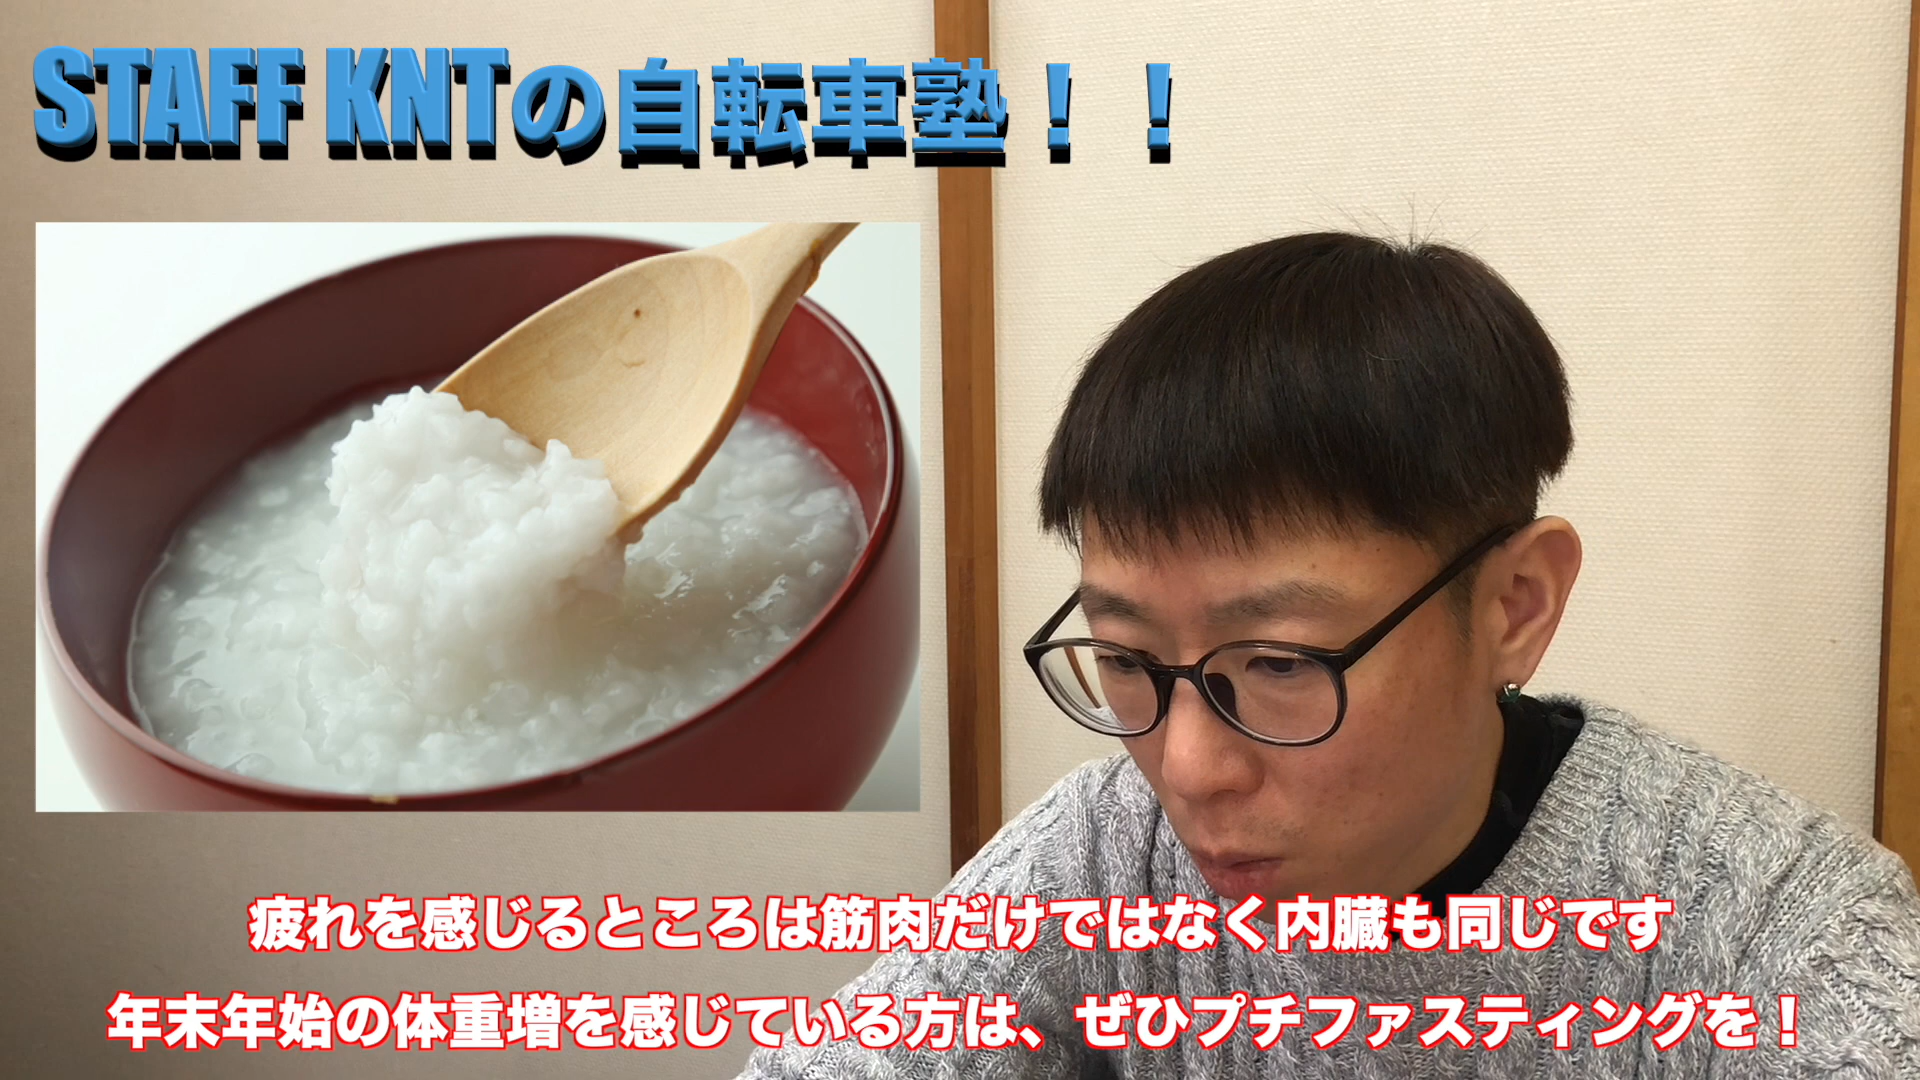 STAFF KNTの自転車塾！！
疲れを感じるところは筋肉だけではなく内臓も同じです
年末年始の体重増を感じている方は、ぜひプチファスティングを！